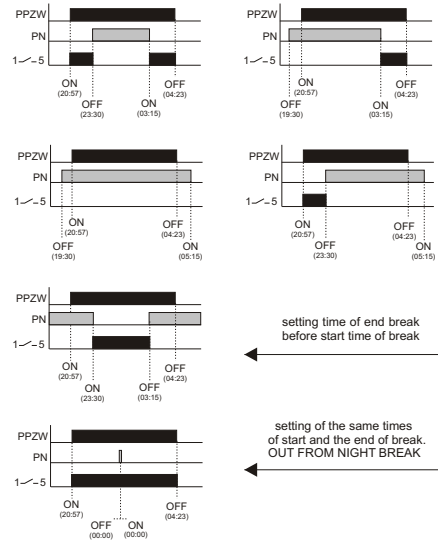 PPZW
PN
1 5
ON
(20:57)
OFF
(23:30)
ON
(03:15)
OFF
(04:23)
PPZW
PN
1 5
OFF
(19:30)
ON
(20:57)
ON
(03:15)
OFF
(04:23)
PPZW
PN
1 5
OFF
(19:30)
ON
(20:57)
OFF
(04:23)
ON
(05:15)
PPZW
PN
1 5
ON
(20:57)
OFF
(23:30)
OFF
(04:23)
ON
(05:15)
PPZW
PN
1 5
ON
(20:57)
ON
(23:30)
OFF
(03:15)
OFF
(04:23)
setting time of end break
before start time of break
PPZW
PN
1 5
ON
(20:57)
OFF
(00:00)
ON
(00:00)
OFF
(04:23)
setting of the same times
of start and the end of break.
OUT FROM NIGHT BREAK